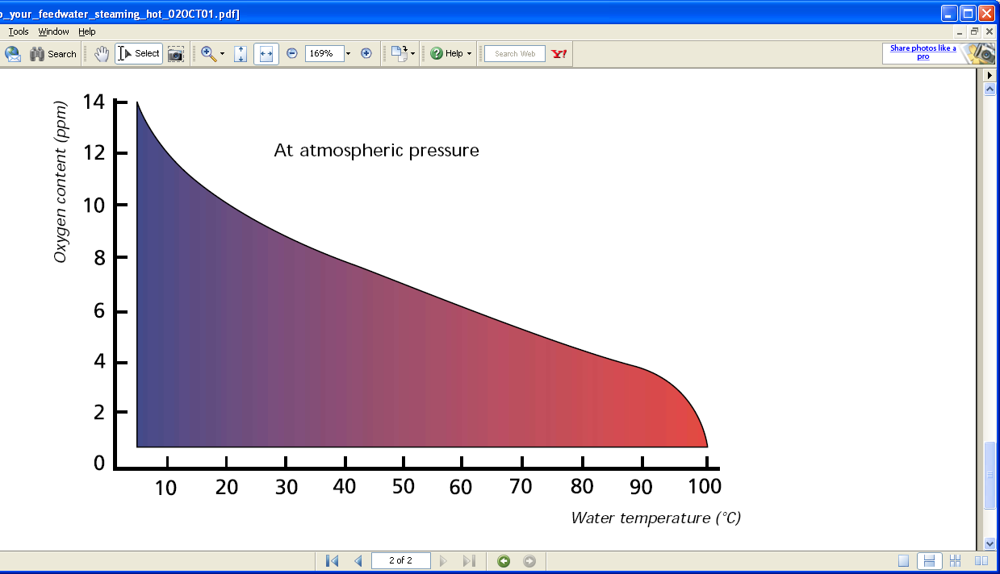 o_your_feedwater_steaming_hot_02OCT01.pdf]
Tools Window Help
Search Select 169% Help Search Web Y!
Share photos like a
pro
Oxygen content (ppm)
14
12
10
8
6
4
2
0
At atmospheric pressure
10 20 30 40 50 60 70 80 90 100
Water temperature (°C)
2 of 2